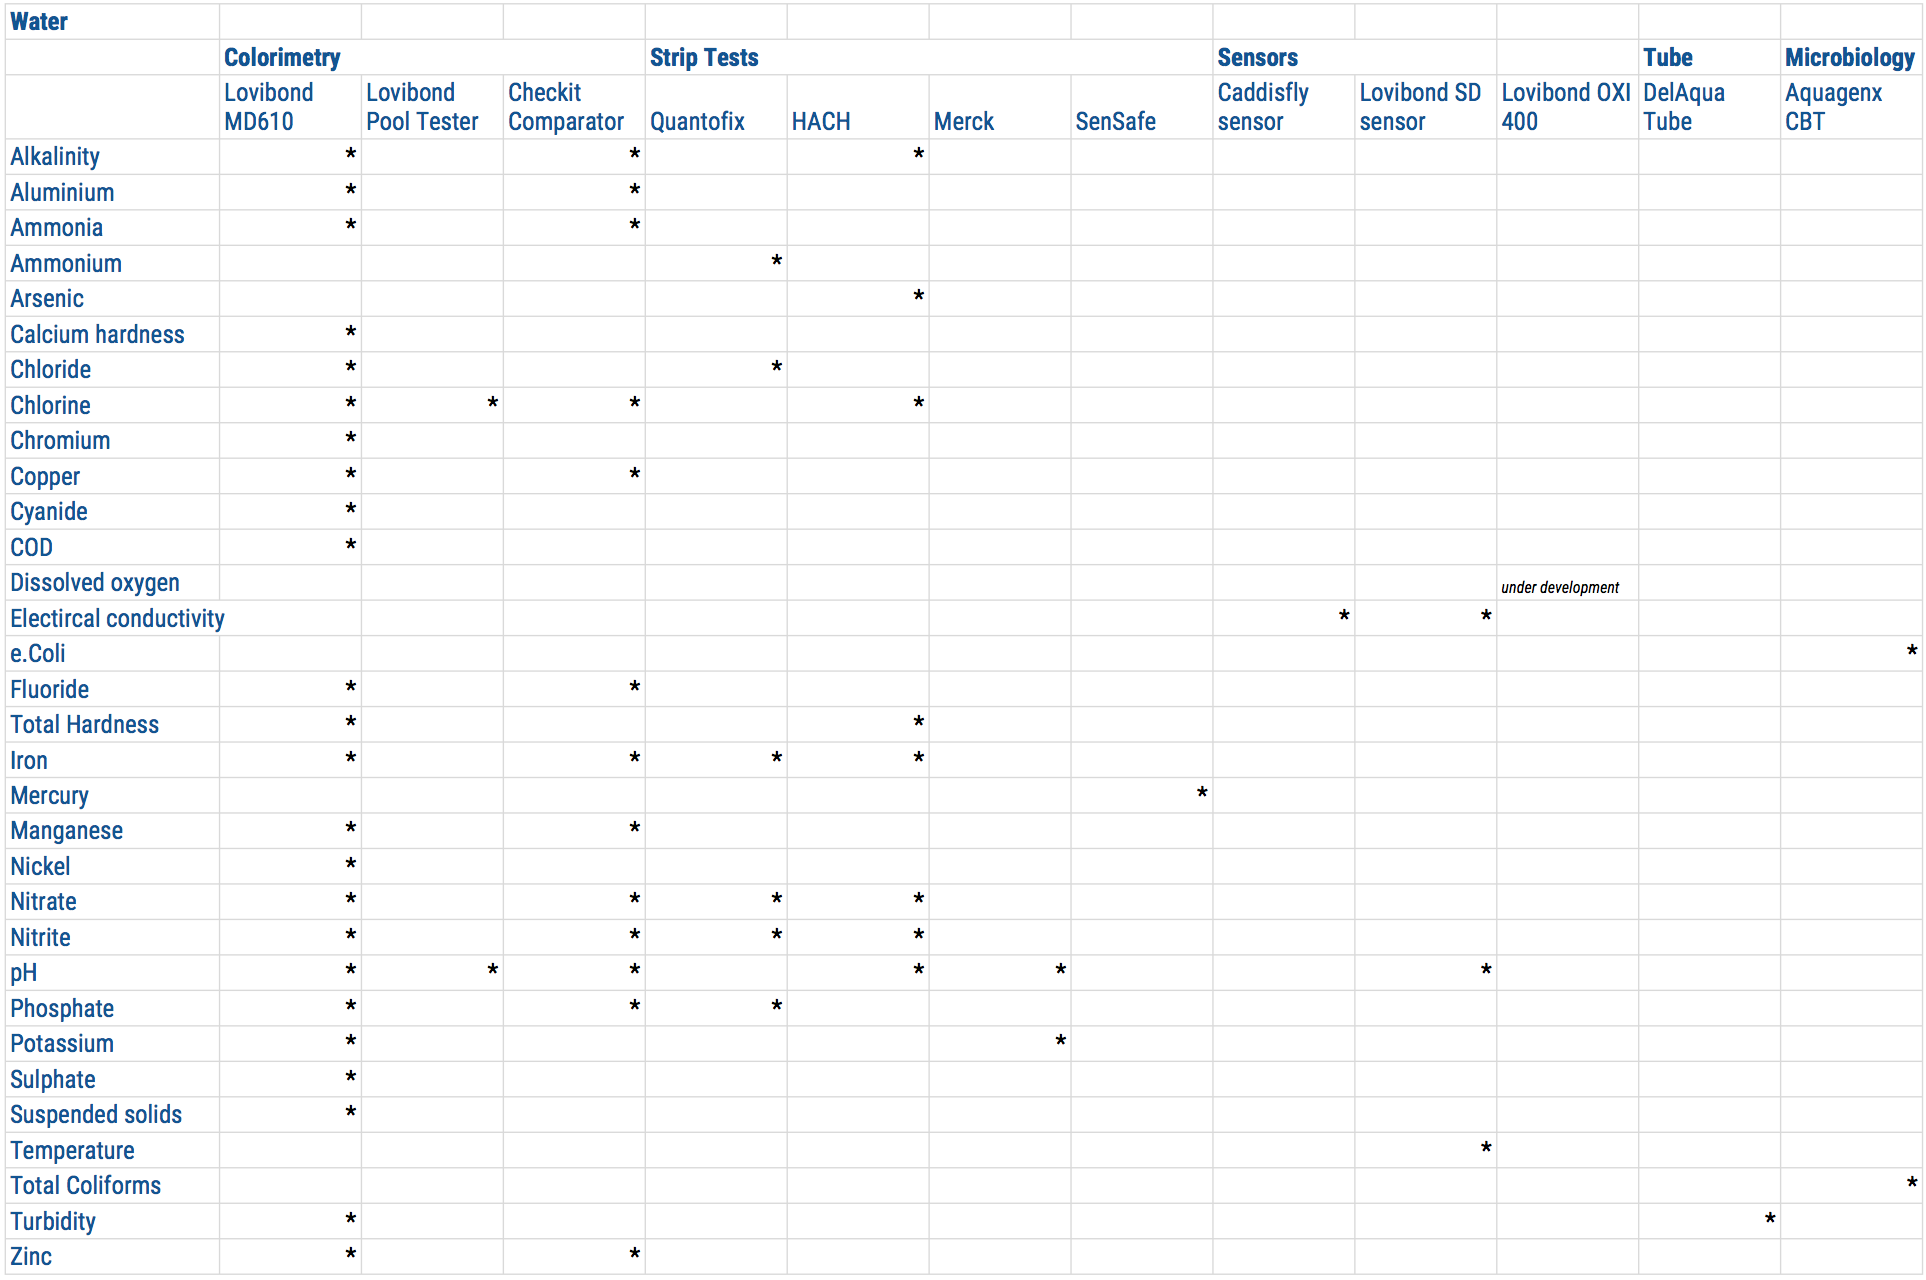 Water
Colorimetry Strip Tests Sensors Tube Microbiology
Lovibond MD610 Lovibond Pool Tester Checkit Comparator Quantofix HACH Merck SenSafe Caddisfly sensor Lovibond SD sensor Lovibond OXI 400 DelAqua Tube Aquagenx CBT
Alkalinity * * *
Aluminium * *
Ammonia * *
Ammonium *
Arsenic *
Calcium hardness *
Chloride * *
Chlorine * * * *
Chromium *
Copper * *
Cyanide *
COD *
Dissolved oxygen under development
Electircal conductivity * *
e.Coli *
Fluoride * *
Total Hardness * *
Iron * * * *
Mercury *
Manganese * *
Nickel *
Nitrate * * * *
Nitrite * * * *
pH * * * * * *
Phosphate * * *
Potassium * *
Sulphate *
Suspended solids *
Temperature *
Total Coliforms *
Turbidity * *
Zinc * *